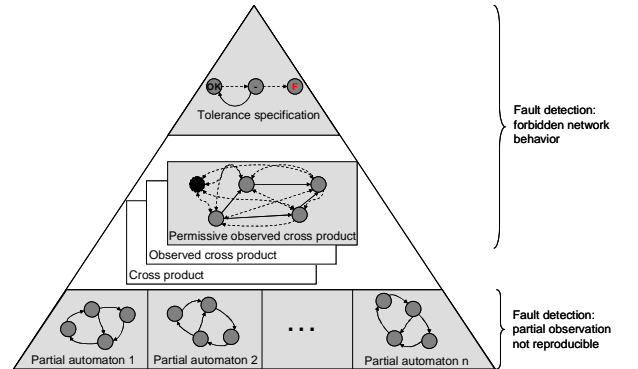 OK - F
Tolerance specification
Fault detection:
forbidden network
behavior
Permissive observed cross product
Observed cross product
Cross product
Fault detection:
partial observation
not reproducible
...
Partial automaton 1
Partial automaton 2
Partial automaton n